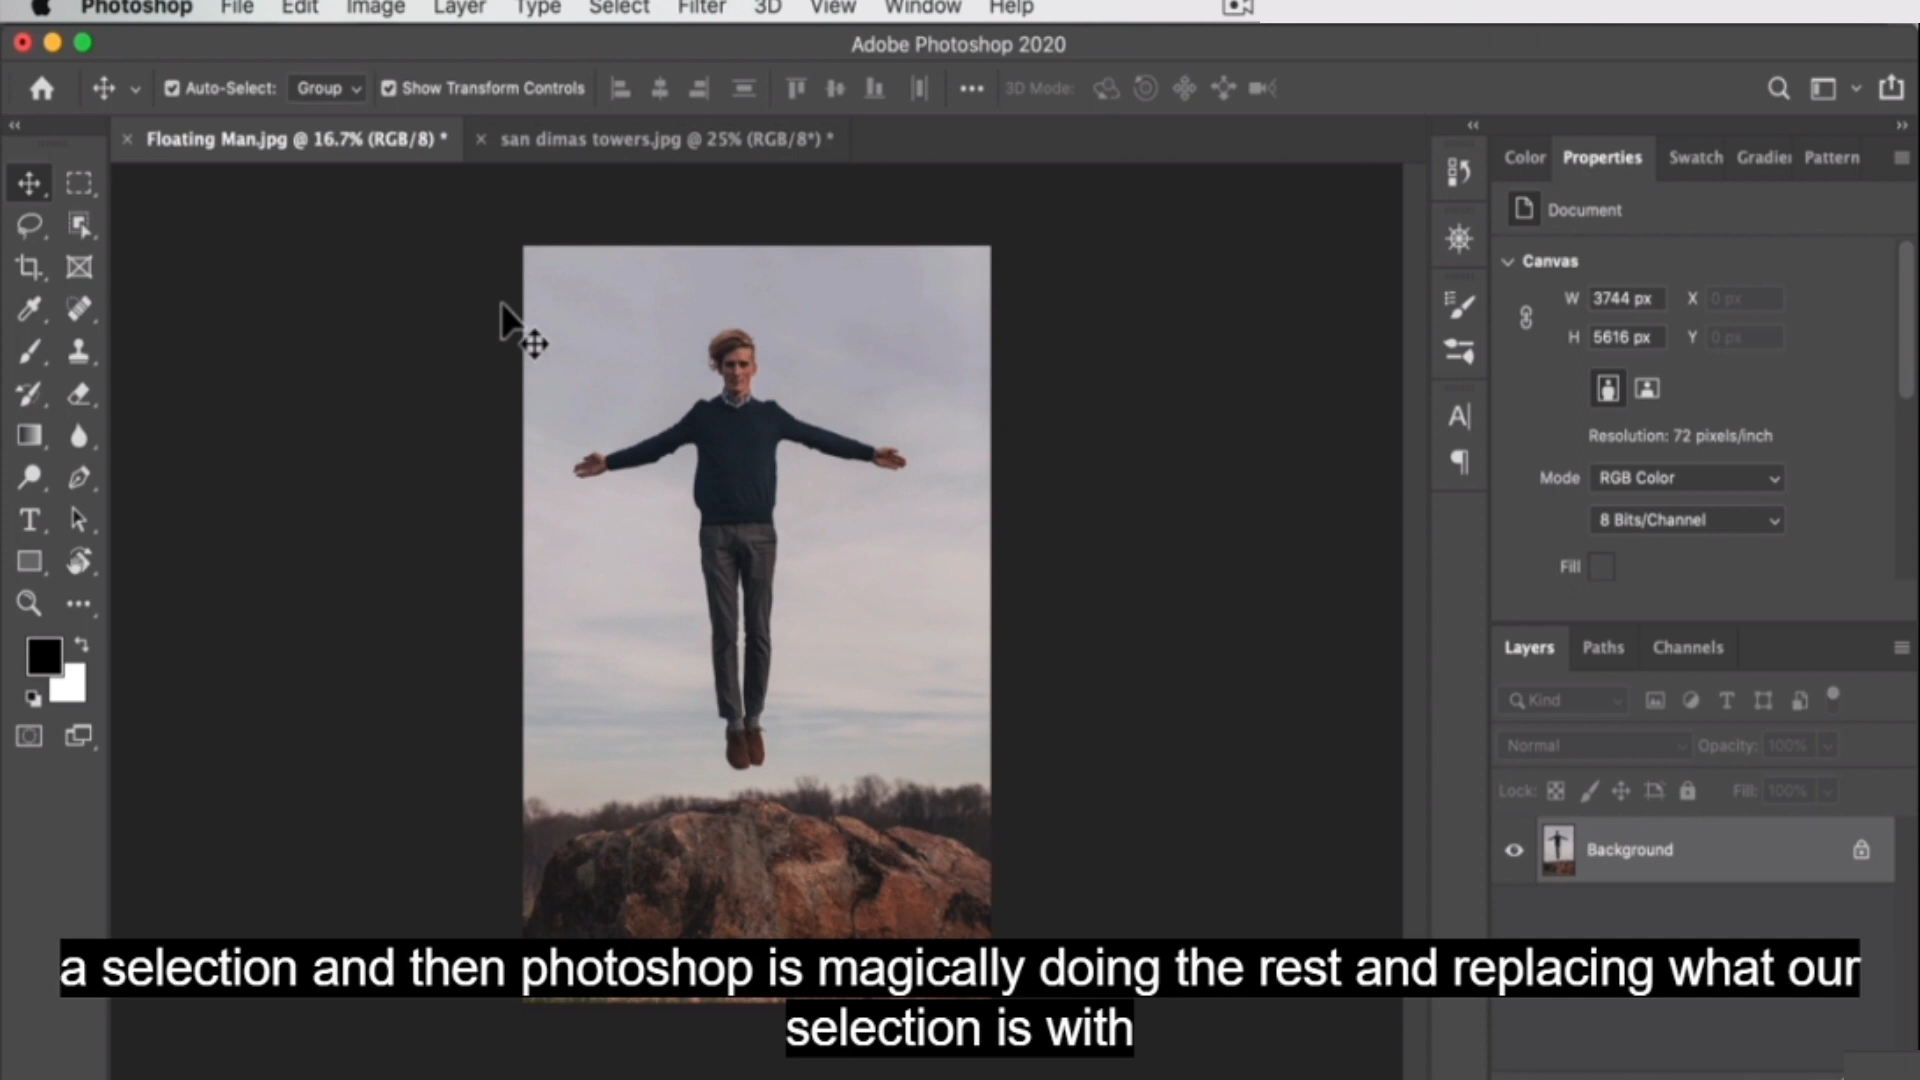 Photoshop File Edit Image Layer Type Select Filter 3D View Window Help
Adobe Photoshop 2020
Auto-Select: Group Show Transform Controls 3D Mode:
Floating Man.jpg @ 16.7% (RGB/8) * san dimas towers.jpg @ 25% (RGB/8*) *
Color Properties Swatch Gradie Pattern
Document
Canvas
W 3744 px X 0 px
H 5616 px Y 0 px
Resolution: 72 pixels/inch
Mode RGB Color
8 Bits/Channel
Fill
Layers Paths Channels
Kind
Normal Opacity: 100%
Lock: Fill: 100%
Background
a selection and then photoshop is magically doing the rest and replacing what our
selection is with